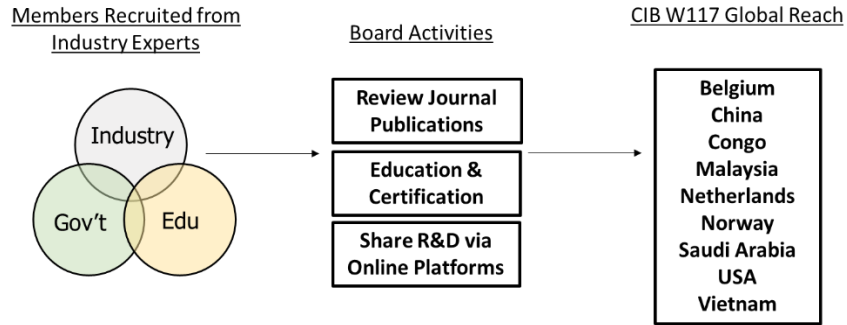 Members Recruited from
Industry Experts
Industry
Gov't
Edu
Board Activities
Review Journal
Publications
Education &
Certification
Share R&D via
Online Platforms
CIB W117 Global Reach
Belgium
China
Congo
Malaysia
Netherlands
Norway
Saudi Arabia
USA
Vietnam